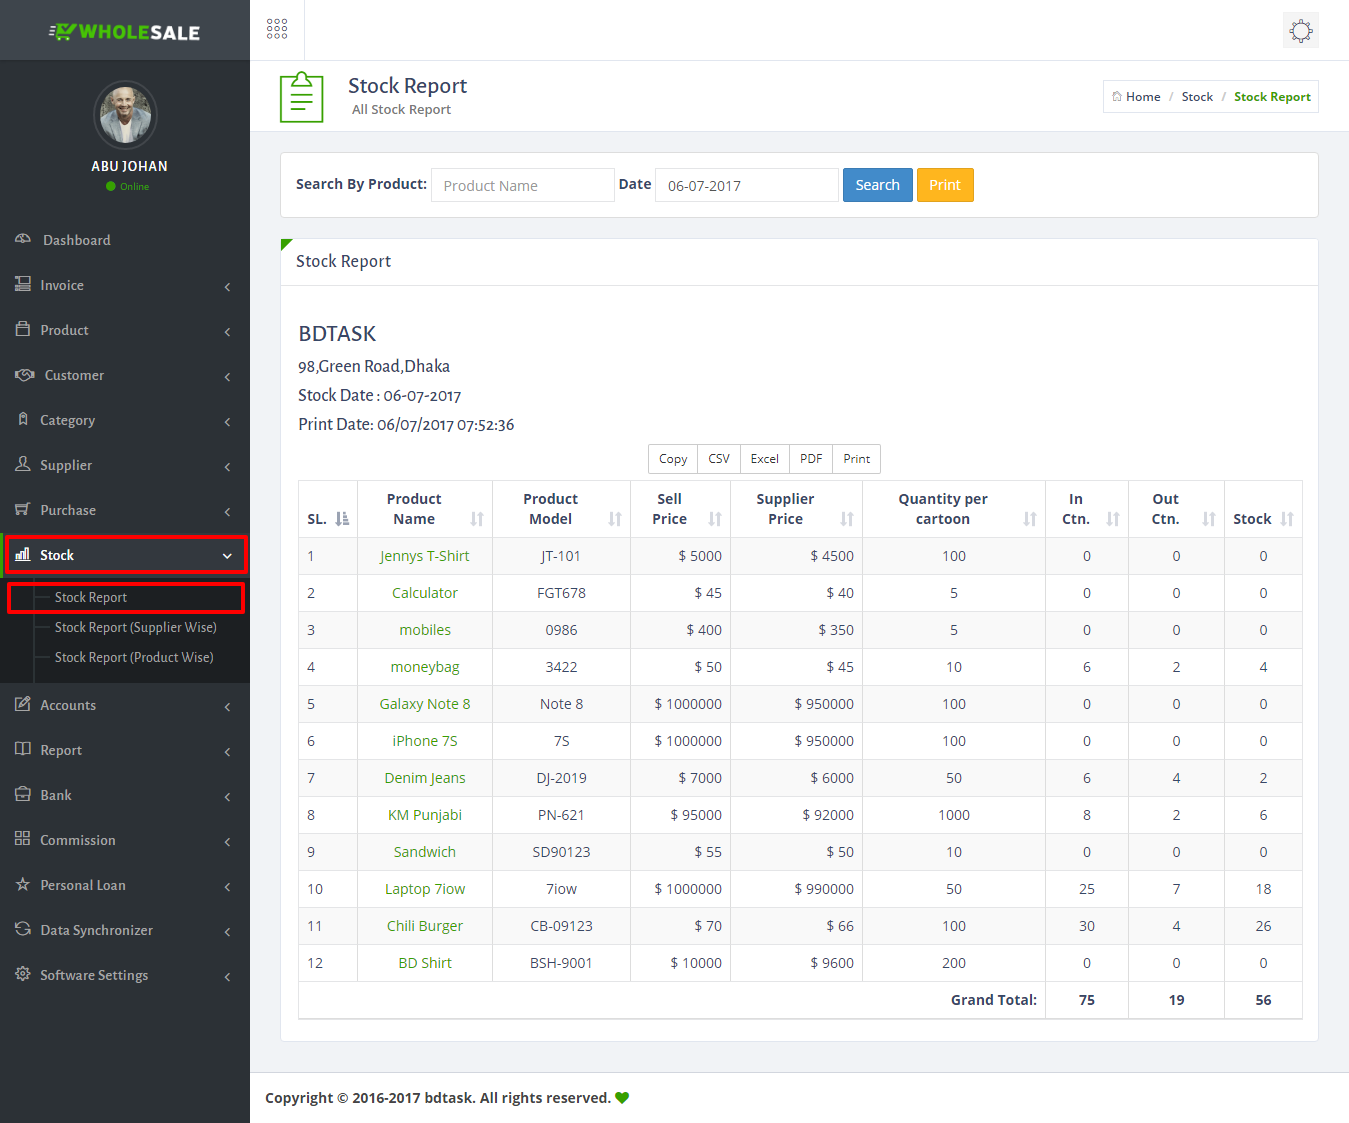 WHOLESALE
ABU JOHAN
Online
Dashboard
Invoice
Product
Customer
Category
Supplier
Purchase
Stock
Stock Report
Stock Report (Supplier Wise)
Stock Report (Product Wise)
Accounts
Report
Bank
Commission
Personal Loan
Data Synchronizer
Software Settings
Stock Report
All Stock Report
Home / Stock / Stock Report
Search By Product: Product Name Date 06-07-2017 Search Print
Stock Report
BDTASK
98,Green Road,Dhaka
Stock Date : 06-07-2017
Print Date: 06/07/2017 07:52:36
Copy CSV Excel PDF Print
SL. Product Name Product Model Sell Price Supplier Price Quantity per cartoon In Ctn. Out Ctn. Stock
1 Jennys T-Shirt JT-101 $ 5000 $ 4500 100 0 0 0
2 Calculator FGT678 $ 45 $ 40 5 0 0 0
3 mobiles 0986 $ 400 $ 350 5 0 0 0
4 moneybag 3422 $ 50 $ 45 10 6 2 4
5 Galaxy Note 8 Note 8 $ 1000000 $ 950000 100 0 0 0
6 iPhone 7S 7S $ 1000000 $ 950000 100 0 0 0
7 Denim Jeans DJ-2019 $ 7000 $ 6000 50 6 4 2
8 KM Punjabi PN-621 $ 95000 $ 92000 1000 8 2 6
9 Sandwich SD90123 $ 55 $ 50 10 0 0 0
10 Laptop 7iow 7iow $ 1000000 $ 990000 50 25 7 18
11 Chili Burger CB-09123 $ 70 $ 66 100 30 4 26
12 BD Shirt BSH-9001 $ 10000 $ 9600 200 0 0 0
Grand Total: 75 19 56
Copyright © 2016-2017 bdtask. All rights reserved.